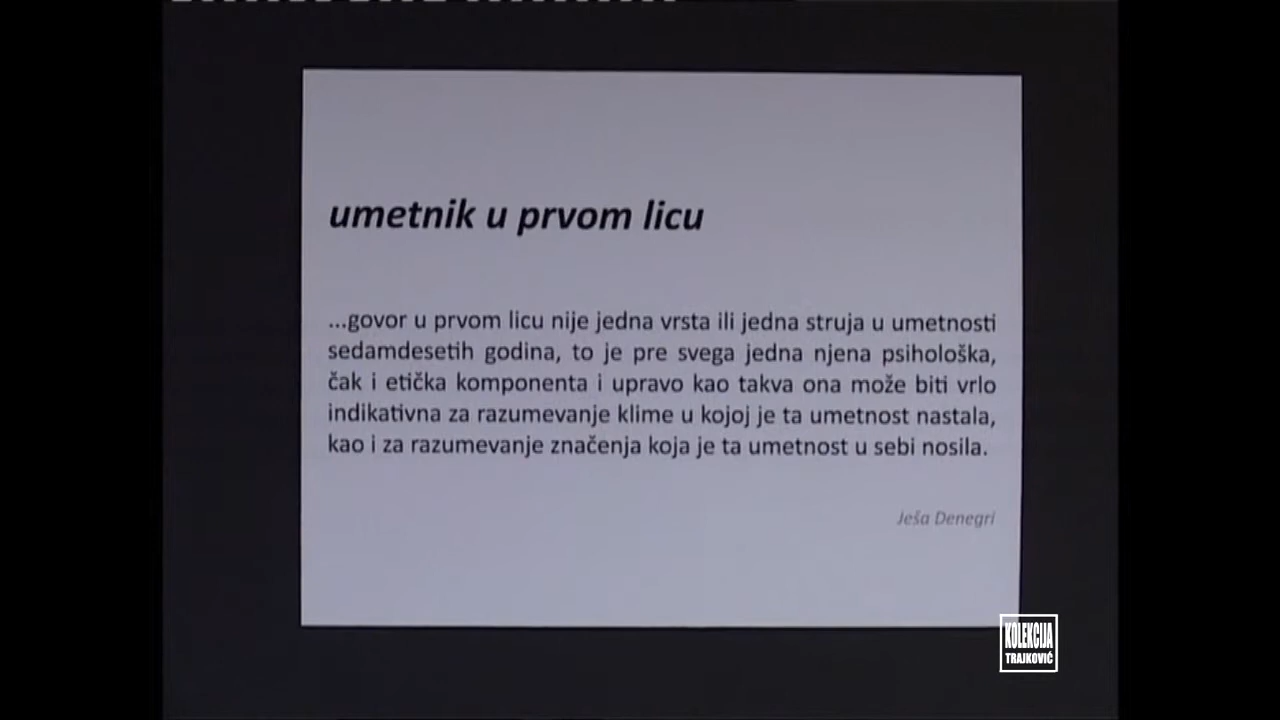 umetnik u prvom licu
...govor u prvom licu nije jedna vrsta ili jedna struja u umetnosti
sedamdesetih godina, to je pre svega jedna njena psihološka,
čak i etička komponenta i upravo kao takva ona može biti vrlo
indikativna za razumevanje klime u kojoj je ta umetnost nastala,
kao i za razumevanje značenja koja je ta umetnost u sebi nosila.
Ješa Denegri
KOLEKCIJA
TRAJKOVIĆ